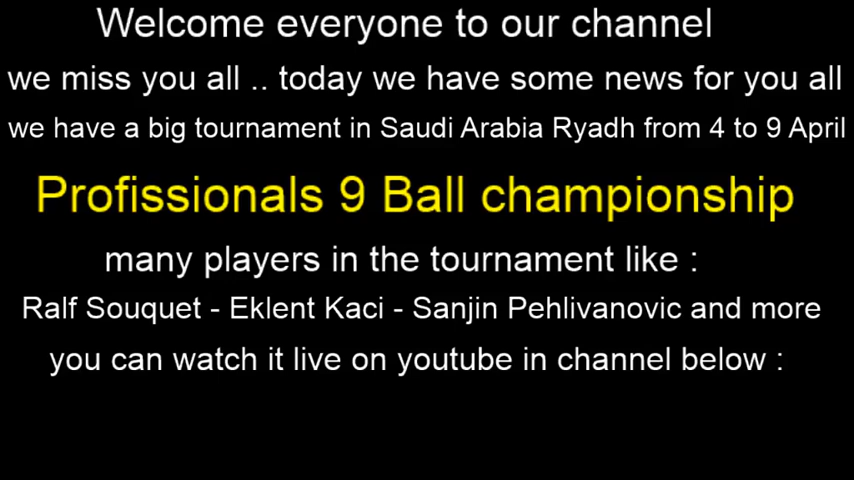 Welcome everyone to our channel
we miss you all .. today we have some news for you all
we have a big tournament in Saudi Arabia Ryadh from 4 to 9 April
Profissionals 9 Ball championship
many players in the tournament like :
Ralf Souquet - Eklent Kaci - Sanjin Pehlivanovic and more
you can watch it live on youtube in channel below :